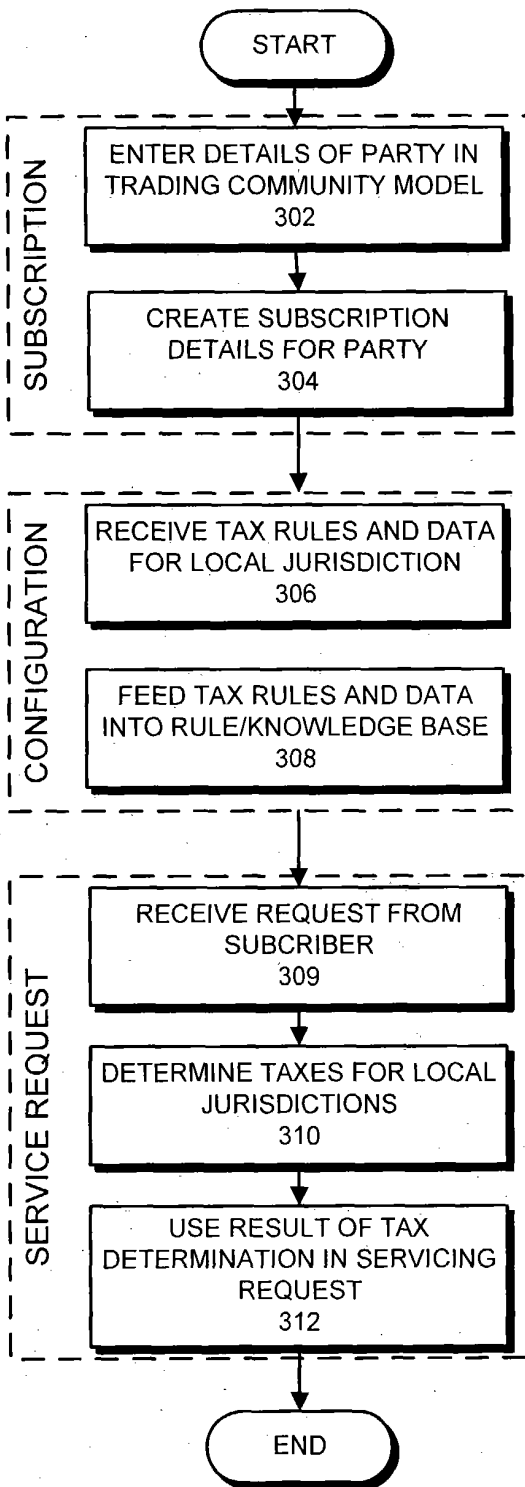 START
SUBSCRIPTION
ENTER DETAILS OF PARTY IN
TRADING COMMUNITY MODEL
302
CREATE SUBSCRIPTION
DETAILS FOR PARTY
304
CONFIGURATION
RECEIVE TAX RULES AND DATA
FOR LOCAL JURISDICTION
306
FEED TAX RULES AND DATA
INTO RULE/KNOWLEDGE BASE
308
SERVICE REQUEST
RECEIVE REQUEST FROM
SUBCRIBER
309
DETERMINE TAXES FOR LOCAL
JURISDICTIONS
310
USE RESULT OF TAX
DETERMINATION IN SERVICING
REQUEST
312
END